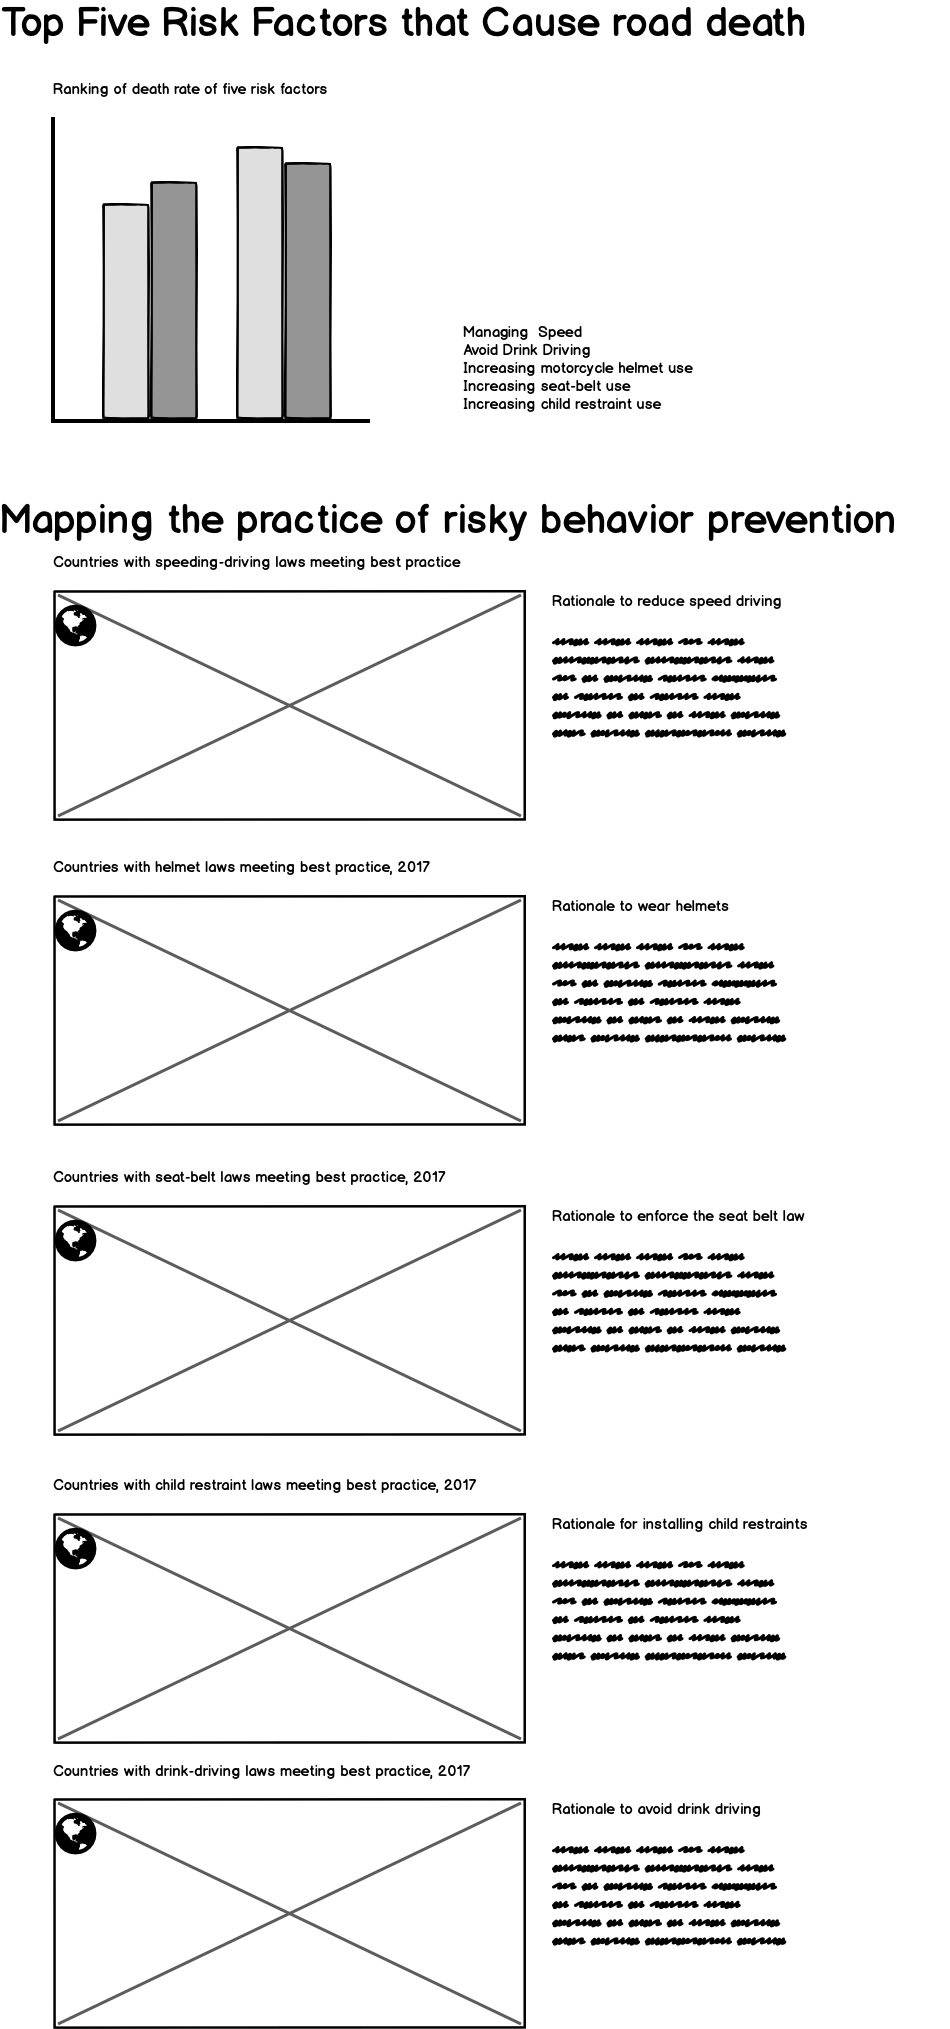 Top Five Risk Factors that Cause road death
Ranking of death rate of five risk factors
Managing Speed
Avoid Drink Driving
Increasing motorcycle helmet use
Increasing seat-belt use
Increasing child restraint use
Mapping the practice of risky behavior prevention
Countries with speeding-driving laws meeting best practice
Rationale to reduce speed driving
Countries with helmet laws meeting best practice, 2017
Rationale to wear helmets
Countries with seat-belt laws meeting best practice, 2017
Rationale to enforce the seat belt law
Countries with child restraint laws meeting best practice, 2017
Rationale for installing child restraints
Countries with drink-driving laws meeting best practice, 2017
Rationale to avoid drink driving